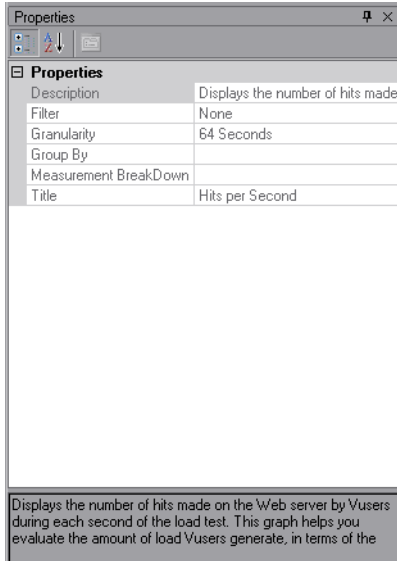 Properties
Properties
Description Displays the number of hits made
Filter None
Granularity 64 Seconds
Group By
Measurement BreakDown
Title Hits per Second
Displays the number of hits made on the Web server by Vusers
during each second of the load test. This graph helps you
evaluate the amount of load Vusers generate, in terms of the